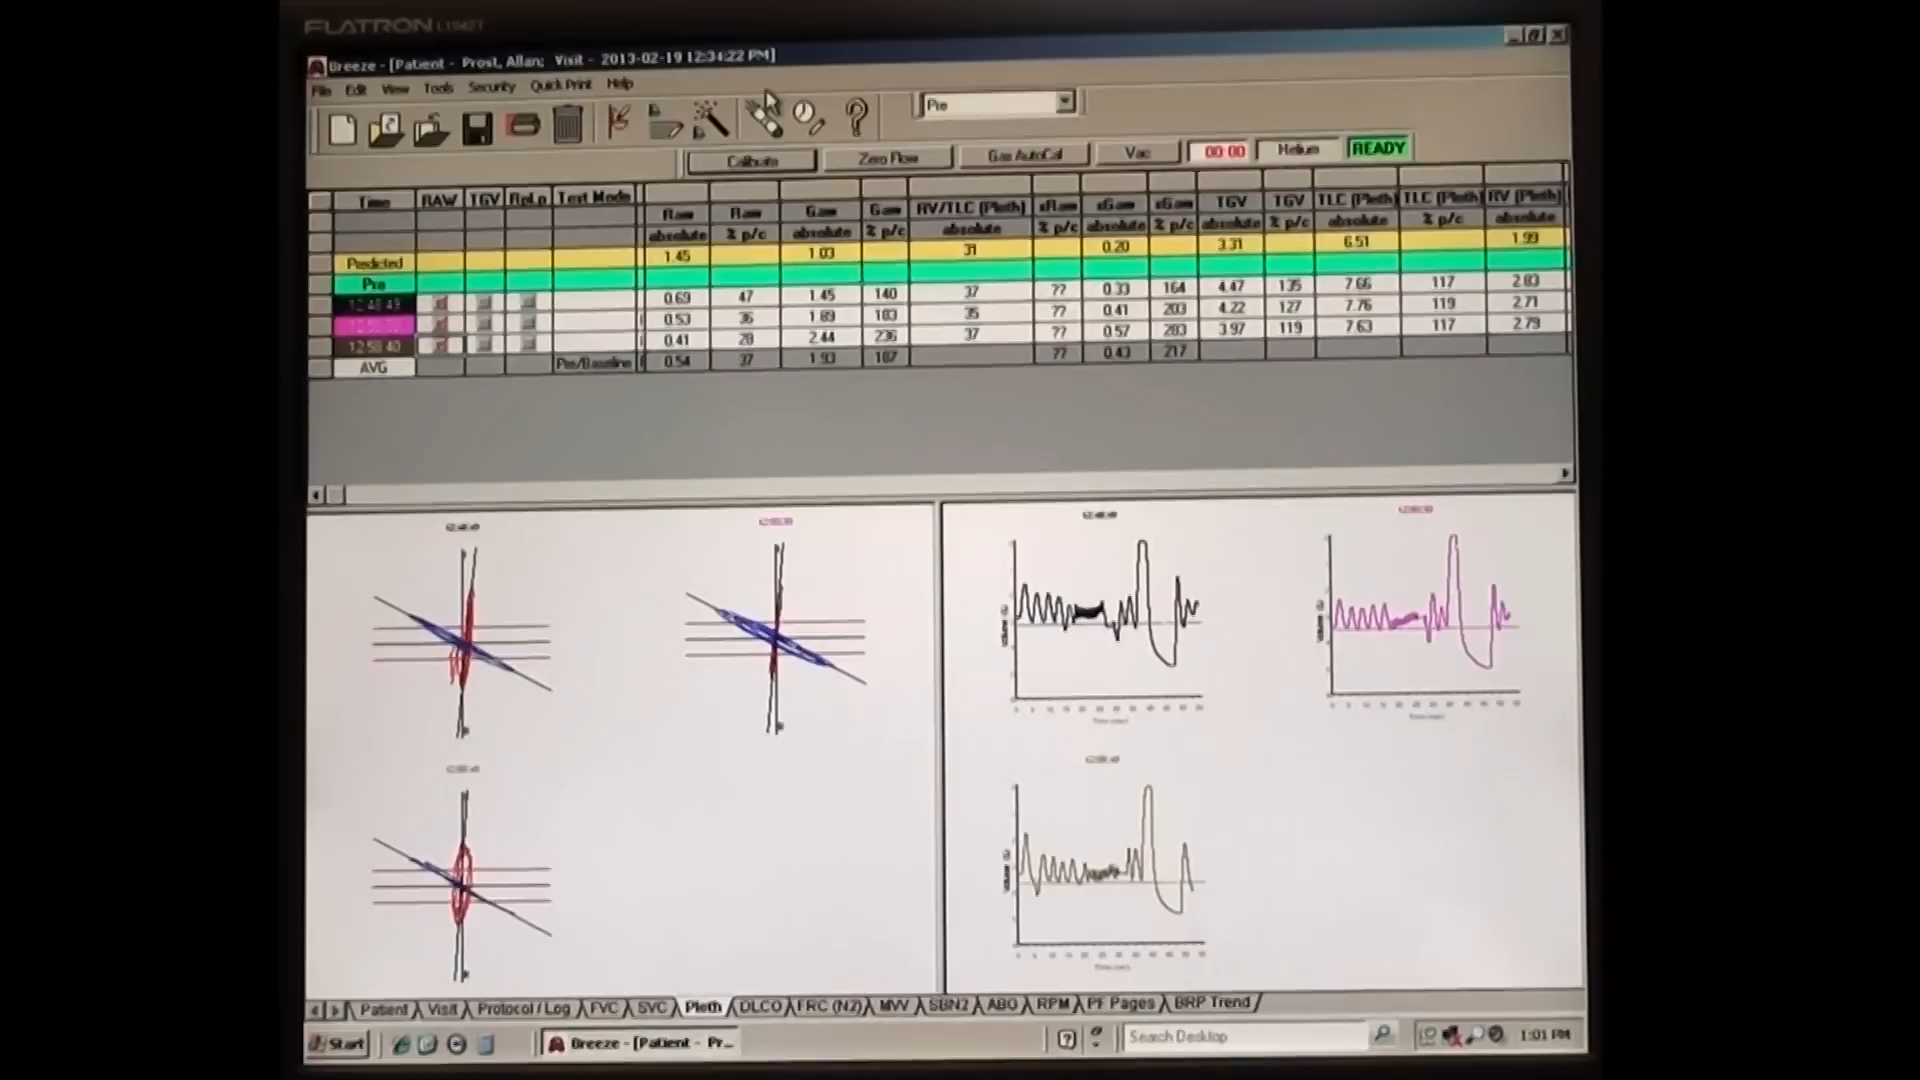 FLATRON L1942T
Breeze - [Patient - Prost, Allan; Visit - 2013-02-19 12:34:22 PM]
File Edit View Tools Security Quick Print Help
Pre
Calibrate Zero Flow Gas AutoCal Vac 00:00 Helium READY
Time RAW TGV Test Mode Raw Raw Gaw Gaw RV/TLC (Pleth) sRaw sGaw sGaw TGV TGV TLC (Pleth) TLC (Pleth) RV (Pleth)
absolute % p/c absolute % p/c absolute % p/c absolute % p/c absolute % p/c absolute % p/c absolute
Predicted 1.45 1.03 31 0.20 3.31 6.51 1.99
Pre
12:48:49 0.69 47 1.45 140 37 ?? 0.33 164 4.47 135 7.66 117 2.83
0.53 36 1.89 183 35 ?? 0.41 203 4.22 127 7.76 119 2.71
12:58:40 0.41 28 2.44 236 37 ?? 0.57 283 3.97 119 7.63 117 2.79
AVG Pre/Baseline 0.54 37 1.93 187 ?? 0.43 217
Patient Visit Protocol / Log FVC SVC Pleth DLCO FRC (N2) MVV SBN2 ABG RPM PF Pages BRP Trend
Start Breeze - [Patient - Pr... Search Desktop 1:01 PM